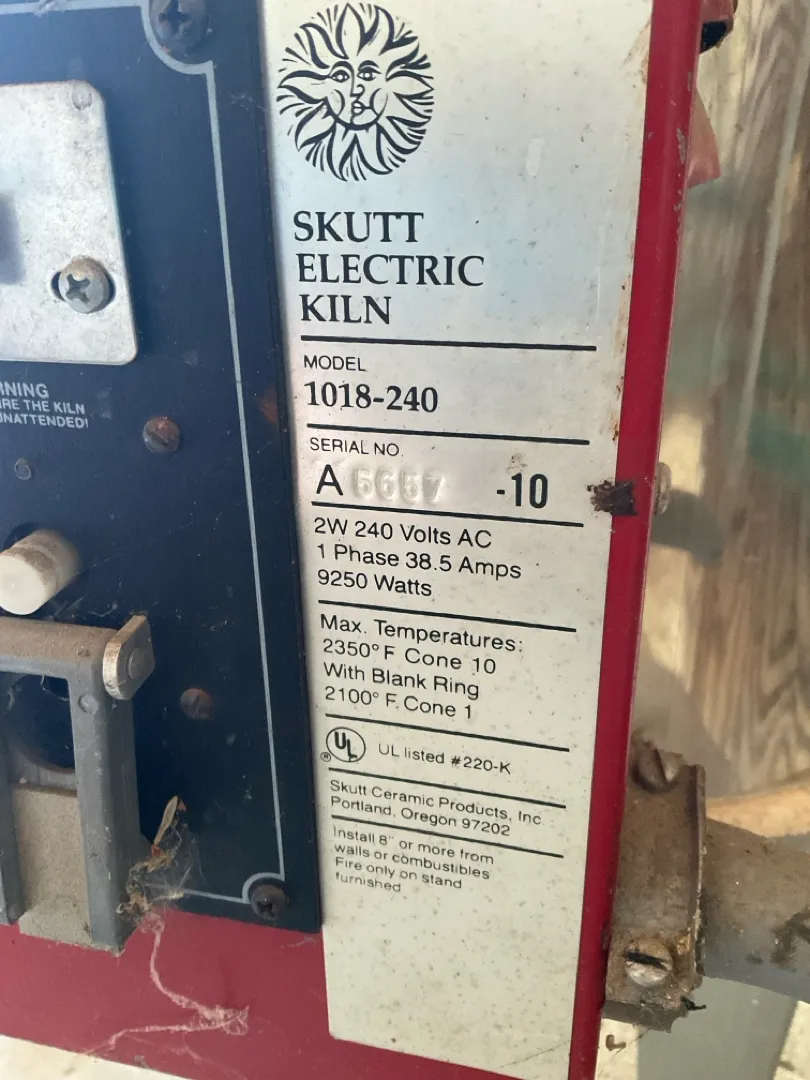 SKUTT
ELECTRIC
KILN
MODEL
1018-240
SERIAL NO.
A 5657 -10
2W 240 Volts AC
1 Phase 38.5 Amps
9250 Watts
Max. Temperatures:
2350° F Cone 10
With Blank Ring
2100° F. Cone 1
UL ® UL listed #220-K
Skutt Ceramic Products, Inc
Portland, Oregon 97202
Install 8" or more from
walls or combustibles
Fire only on stand
furnished
THE KILN